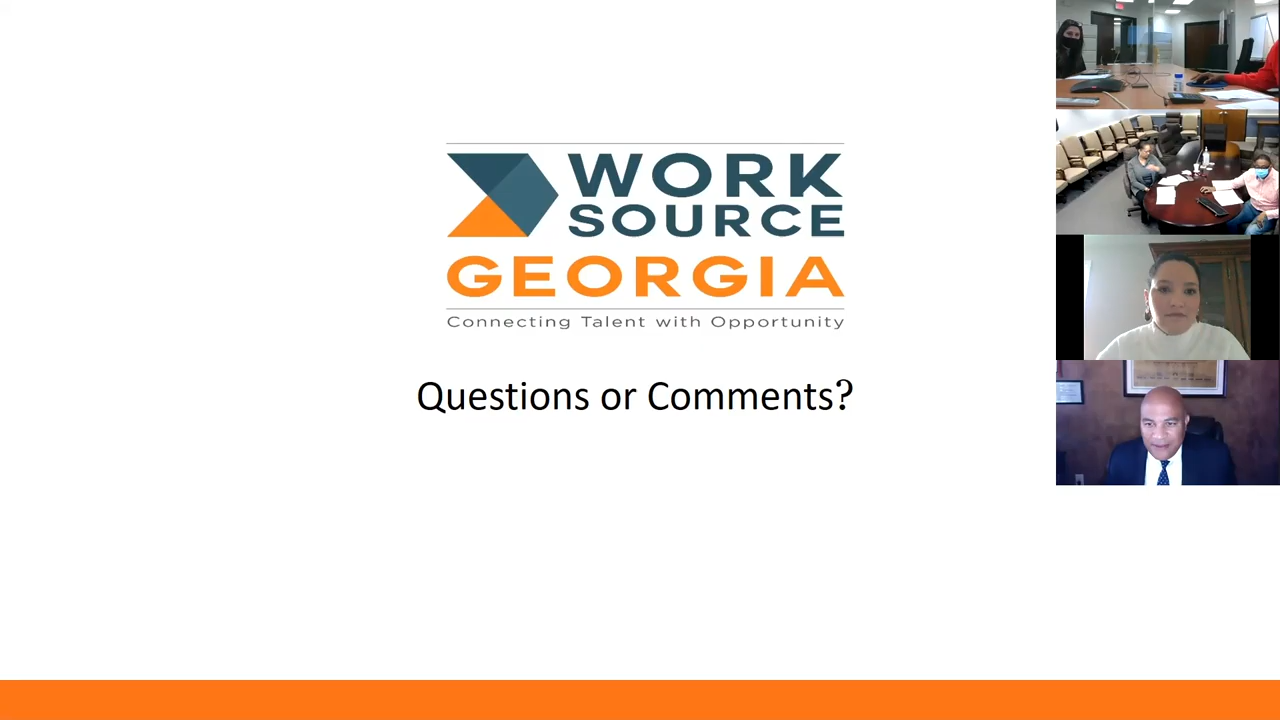 WORK
SOURCE
GEORGIA
Connecting Talent with Opportunity
Questions or Comments?